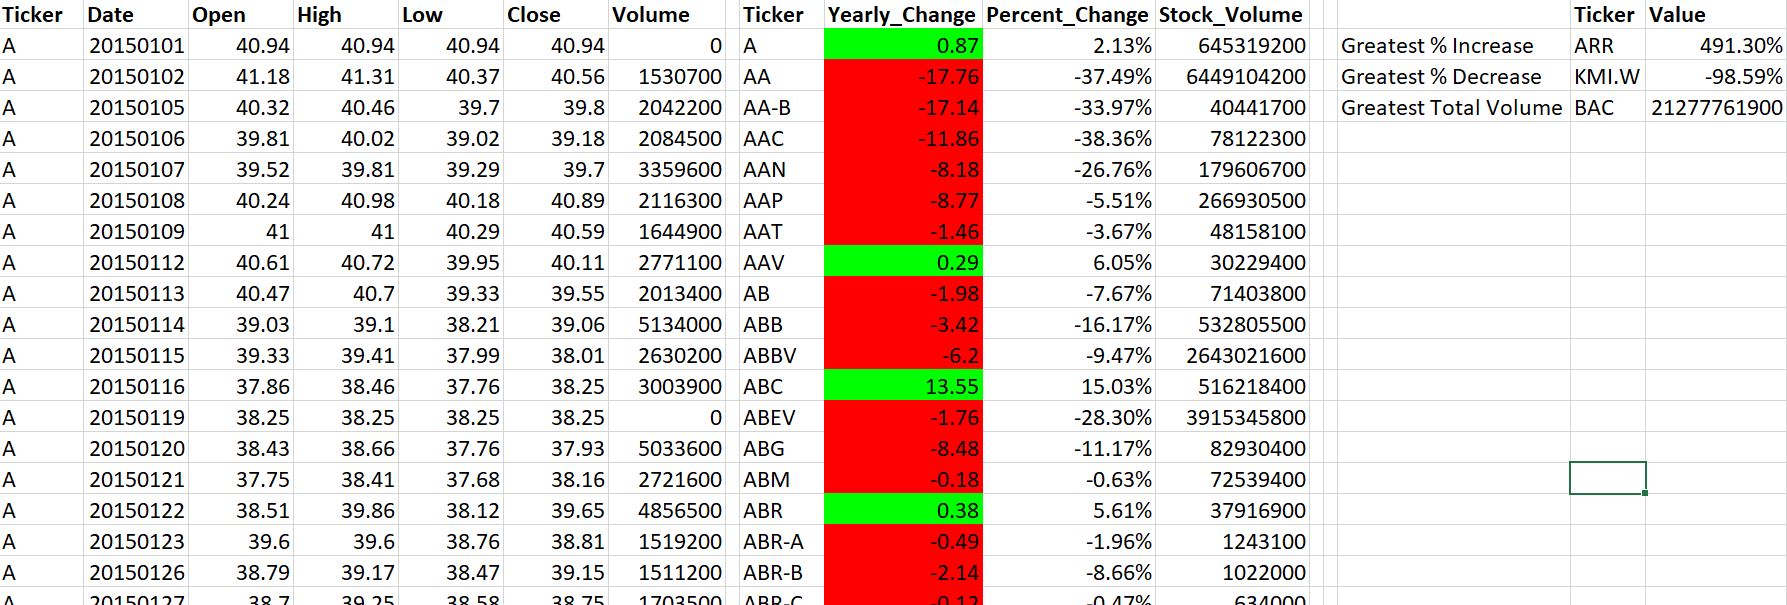 Ticker Date Open High Low Close Volume Ticker Yearly_Change Percent_Change Stock_Volume Ticker Value
A 20150101 40.94 40.94 40.94 40.94 0 A 0.87 2.13% 645319200 Greatest % Increase ARR 491.30%
A 20150102 41.18 41.31 40.37 40.56 1530700 AA -17.76 -37.49% 6449104200 Greatest % Decrease KMI.W -98.59%
A 20150105 40.32 40.46 39.7 39.8 2042200 AA-B -17.14 -33.97% 40441700 Greatest Total Volume BAC 21277761900
A 20150106 39.81 40.02 39.02 39.18 2084500 AAC -11.86 -38.36% 78122300
A 20150107 39.52 39.81 39.29 39.7 3359600 AAN -8.18 -26.76% 179606700
A 20150108 40.24 40.98 40.18 40.89 2116300 AAP -8.77 -5.51% 266930500
A 20150109 41 41 40.29 40.59 1644900 AAT -1.46 -3.67% 48158100
A 20150112 40.61 40.72 39.95 40.11 2771100 AAV 0.29 6.05% 30229400
A 20150113 40.47 40.7 39.33 39.55 2013400 AB -1.98 -7.67% 71403800
A 20150114 39.03 39.1 38.21 39.06 5134000 ABB -3.42 -16.17% 532805500
A 20150115 39.33 39.41 37.99 38.01 2630200 ABBV -6.2 -9.47% 2643021600
A 20150116 37.86 38.46 37.76 38.25 3003900 ABC 13.55 15.03% 516218400
A 20150119 38.25 38.25 38.25 38.25 0 ABEV -1.76 -28.30% 3915345800
A 20150120 38.43 38.66 37.76 37.93 5033600 ABG -8.48 -11.17% 82930400
A 20150121 37.75 38.41 37.68 38.16 2721600 ABM -0.18 -0.63% 72539400
A 20150122 38.51 39.86 38.12 39.65 4856500 ABR 0.38 5.61% 37916900
A 20150123 39.6 39.6 38.76 38.81 1519200 ABR-A -0.49 -1.96% 1243100
A 20150126 38.79 39.17 38.47 39.15 1511200 ABR-B -2.14 -8.66% 1022000
A 20150127 38.7 39.25 38.58 38.75 1703500 ABR-C -0.12 -0.47% 634000